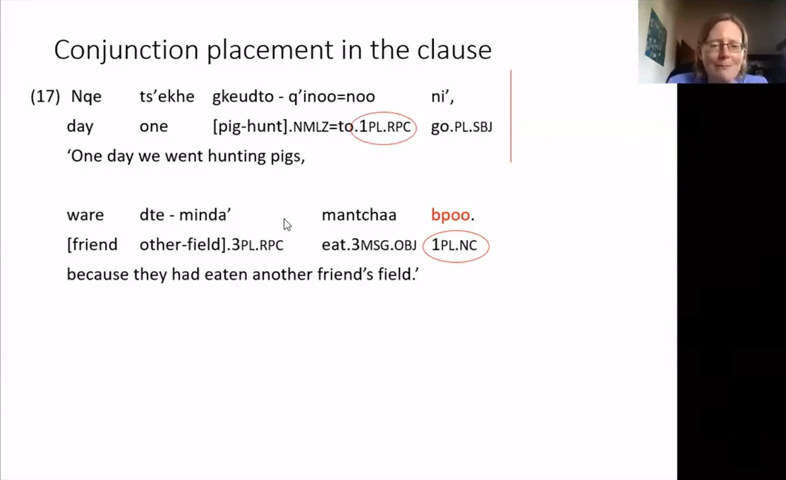 Conjunction placement in the clause
(17) Nqe ts'ekhe gkeudto - q'inoo=noo ni',
day one [pig-hunt].NMLZ=to.1PL.RPC go.PL.SBJ
'One day we went hunting pigs,
ware dte - minda' mantchaa bpoo.
[friend other-field].3PL.RPC eat.3MSG.OBJ 1PL.NC
because they had eaten another friend's field.'